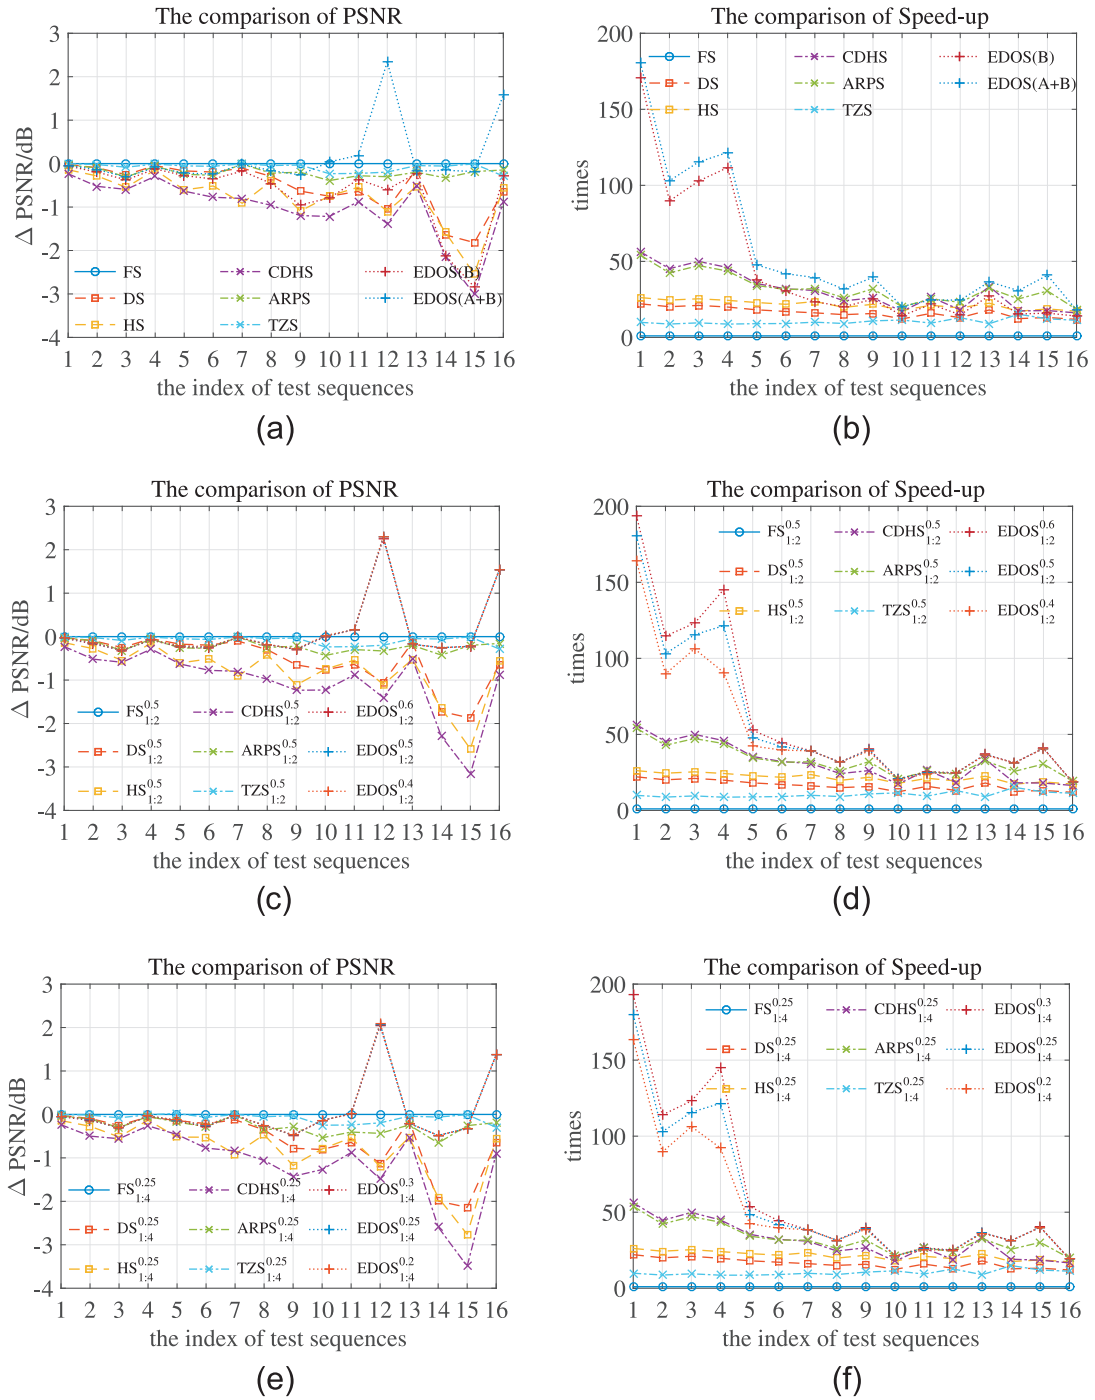 The comparison of PSNR
3
2
1
0
-1
-2
-3
-4
Δ PSNR/dB
FS
DS
HS
CDHS
ARPS
TZS
EDOS(B)
EDOS(A+B)
1 2 3 4 5 6 7 8 9 10 11 12 13 14 15 16
the index of test sequences
(a)
The comparison of Speed-up
200
150
100
50
0
times
FS
DS
HS
CDHS
ARPS
TZS
EDOS(B)
EDOS(A+B)
1 2 3 4 5 6 7 8 9 10 11 12 13 14 15 16
the index of test sequences
(b)
The comparison of PSNR
3
2
1
0
-1
-2
-3
-4
Δ PSNR/dB
FS0.5 1:2
DS0.5 1:2
HS0.5 1:2
CDHS0.5 1:2
ARPS0.5 1:2
TZS0.5 1:2
EDOS0.6 1:2
EDOS0.5 1:2
EDOS0.4 1:2
1 2 3 4 5 6 7 8 9 10 11 12 13 14 15 16
the index of test sequences
(c)
The comparison of Speed-up
200
150
100
50
0
times
FS0.5 1:2
DS0.5 1:2
HS0.5 1:2
CDHS0.5 1:2
ARPS0.5 1:2
TZS0.5 1:2
EDOS0.6 1:2
EDOS0.5 1:2
EDOS0.4 1:2
1 2 3 4 5 6 7 8 9 10 11 12 13 14 15 16
the index of test sequences
(d)
The comparison of PSNR
3
2
1
0
-1
-2
-3
-4
Δ PSNR/dB
FS0.25 1:4
DS0.25 1:4
HS0.25 1:4
CDHS0.25 1:4
ARPS0.25 1:4
TZS0.25 1:4
EDOS0.3 1:4
EDOS0.25 1:4
EDOS0.2 1:4
1 2 3 4 5 6 7 8 9 10 11 12 13 14 15 16
the index of test sequences
(e)
The comparison of Speed-up
200
150
100
50
0
times
FS0.25 1:4
DS0.25 1:4
HS0.25 1:4
CDHS0.25 1:4
ARPS0.25 1:4
TZS0.25 1:4
EDOS0.3 1:4
EDOS0.25 1:4
EDOS0.2 1:4
1 2 3 4 5 6 7 8 9 10 11 12 13 14 15 16
the index of test sequences
(f)